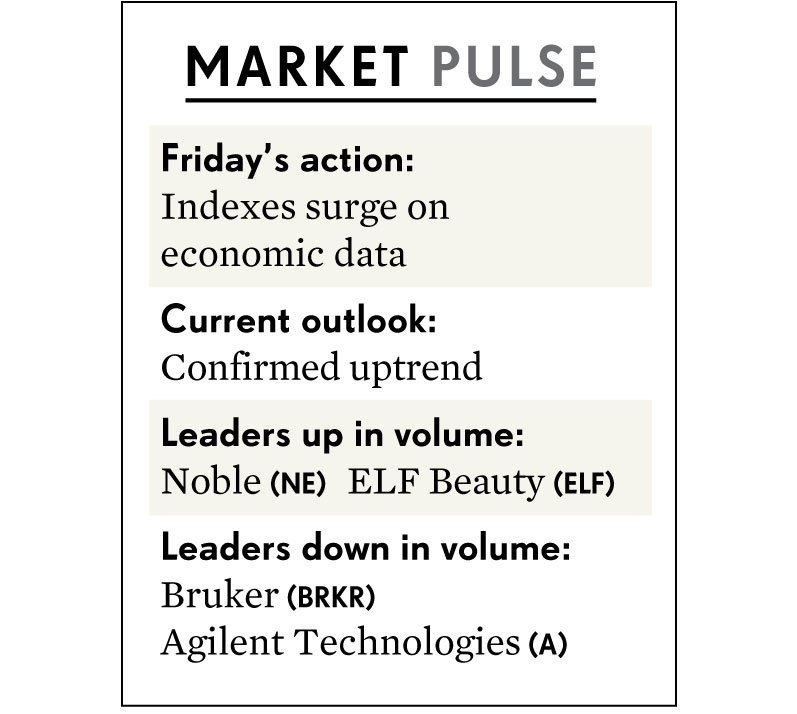 MARKET PULSE
Friday’s action:
Indexes surge on
economic data
Current outlook:
Confirmed uptrend
Leaders up in volume:
Noble (NE) ELF Beauty (ELF)
Leaders down in volume:
Bruker (BRKR)
Agilent Technologies (A)